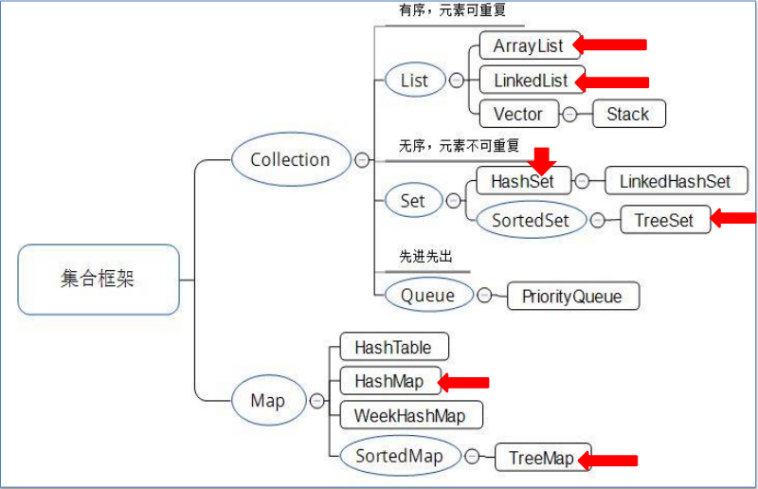 有序，元素可重复
ArrayList
List
LinkedList
Vector
Stack
无序，元素不可重复
Collection
HashSet
LinkedHashSet
Set
SortedSet
TreeSet
先进先出
集合框架
Queue
PriorityQueue
HashTable
HashMap
Map
WeekHashMap
SortedMap
TreeMap